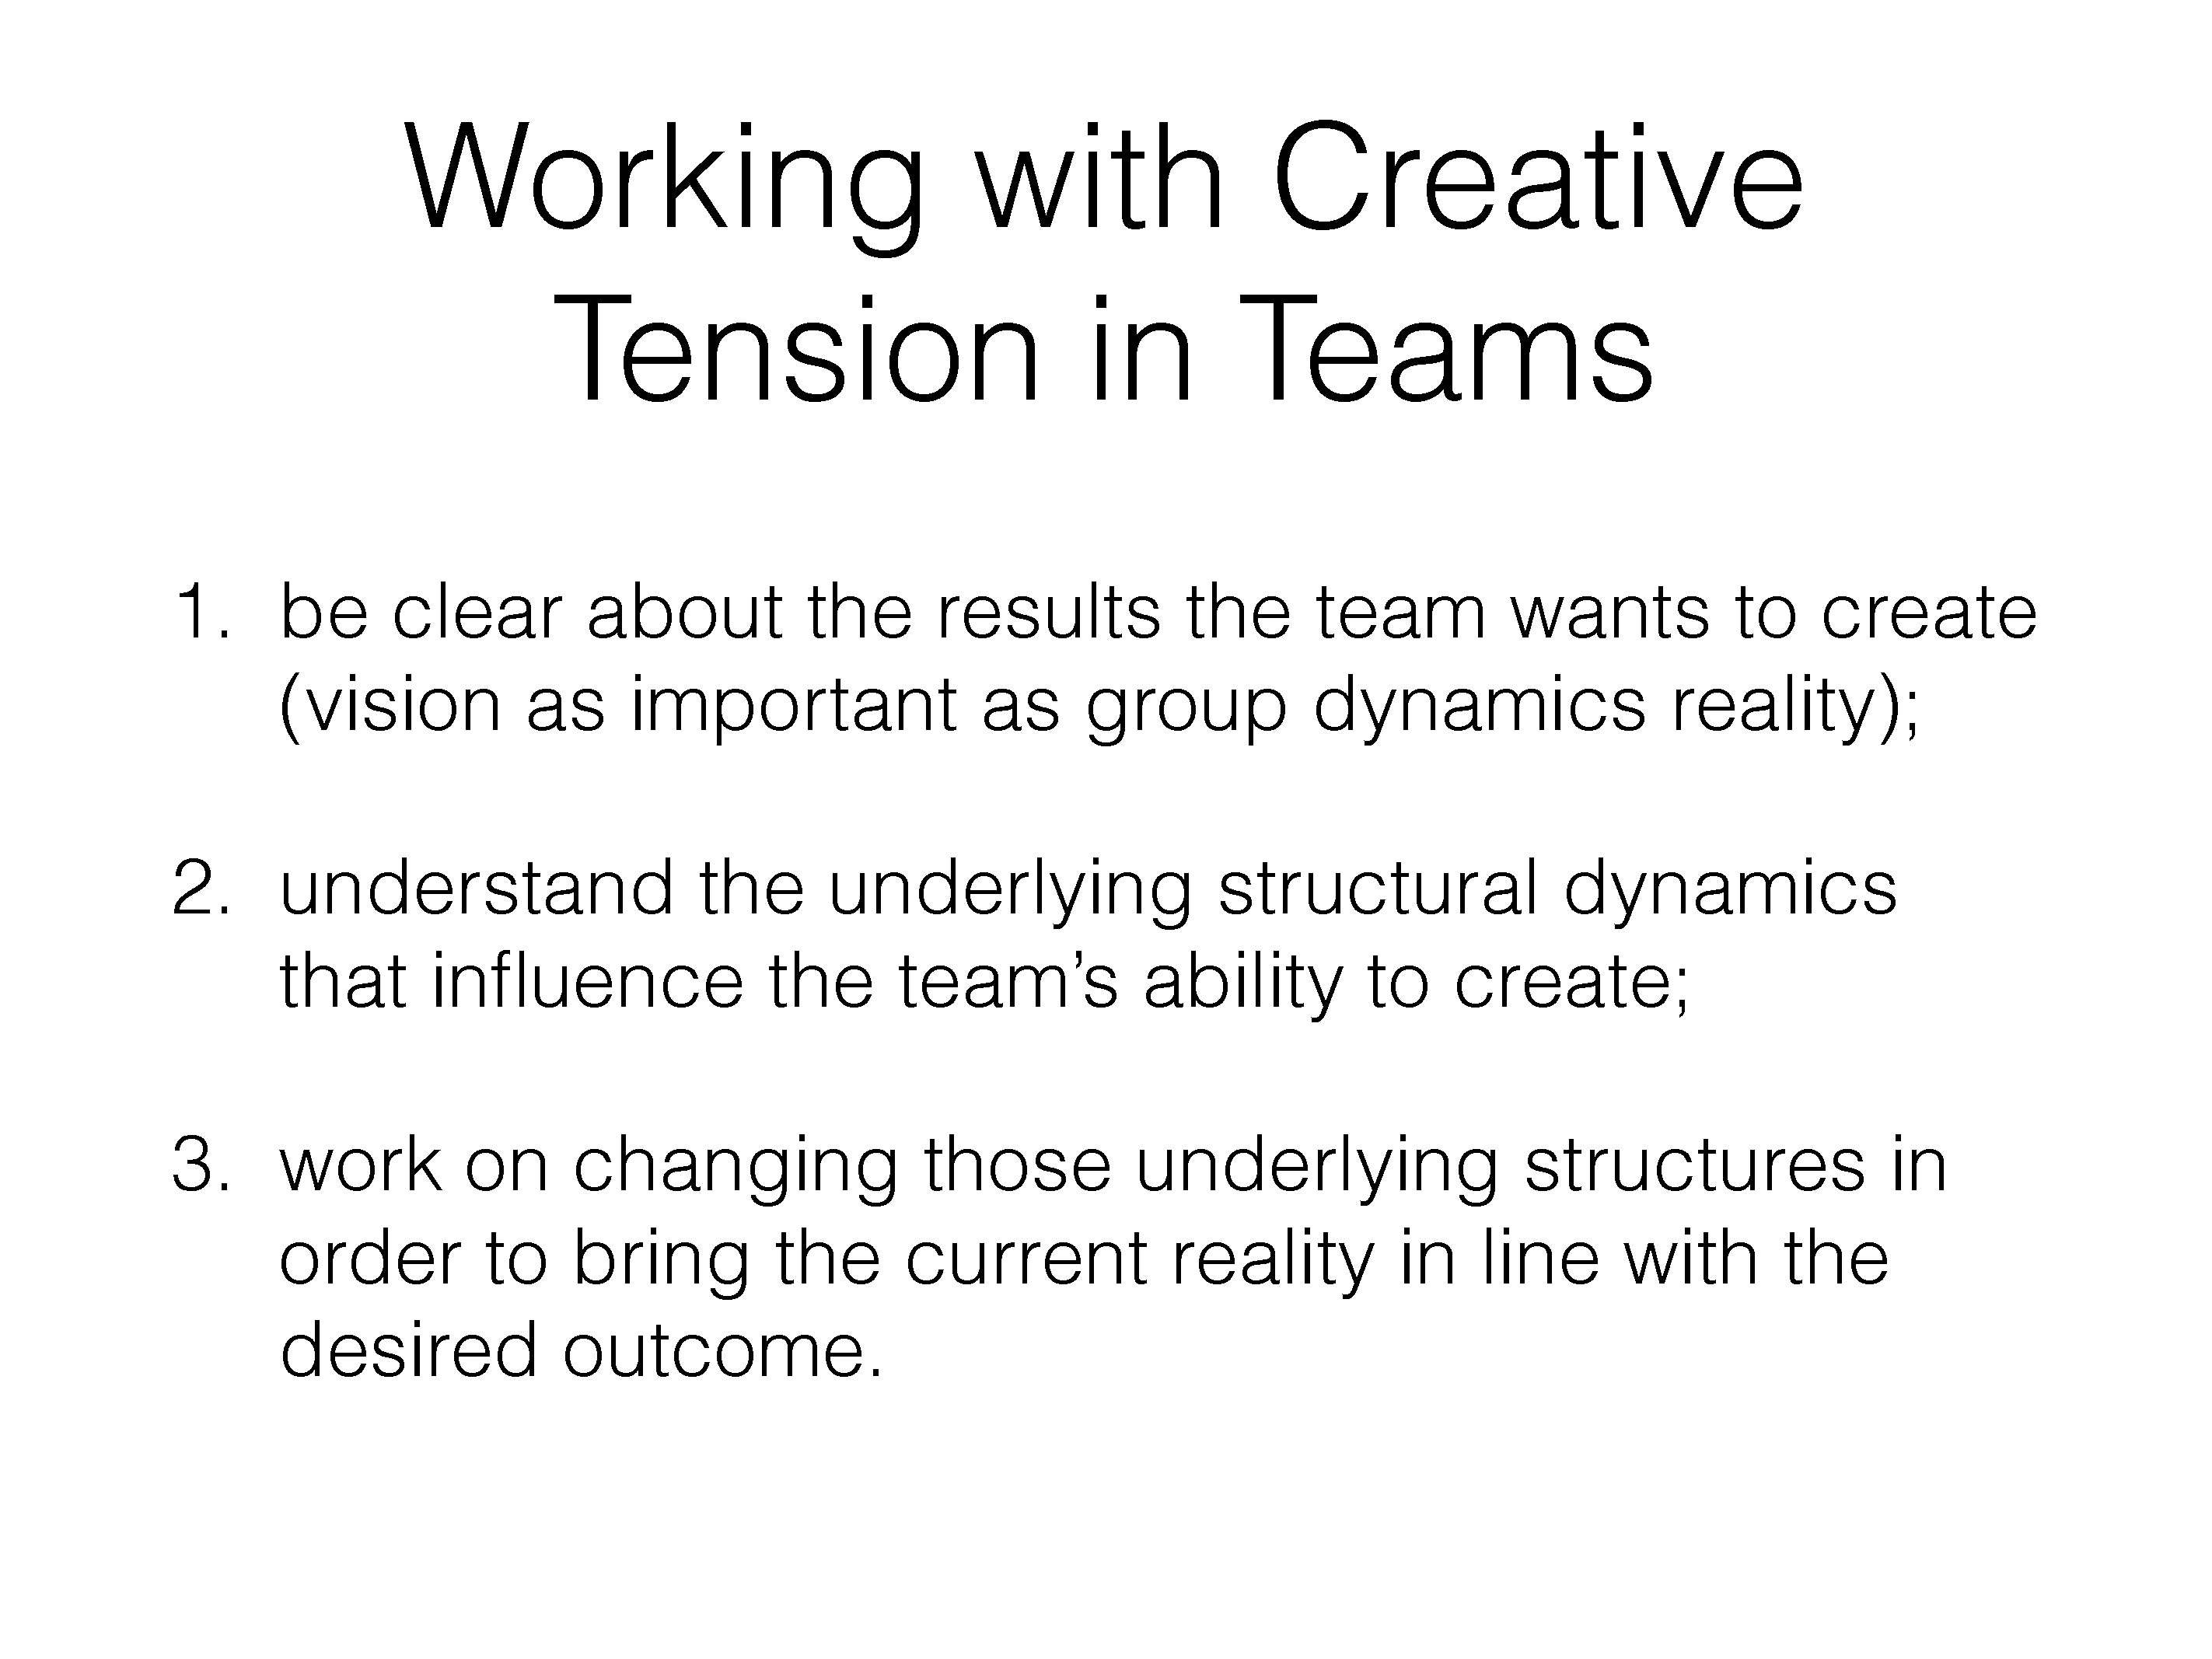 Working with Creative
Tension in Teams
1. be clear about the results the team wants to create
(vision as important as group dynamics reality);
2. understand the underlying structural dynamics
that influence the team’s ability to create;
3. work on changing those underlying structures in
order to bring the current reality in line with the
desired outcome.